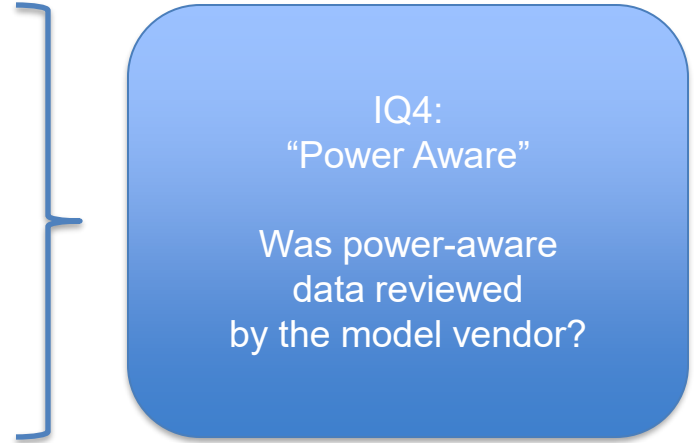 IQ4:
“Power Aware”
Was power-aware
data reviewed
by the model vendor?